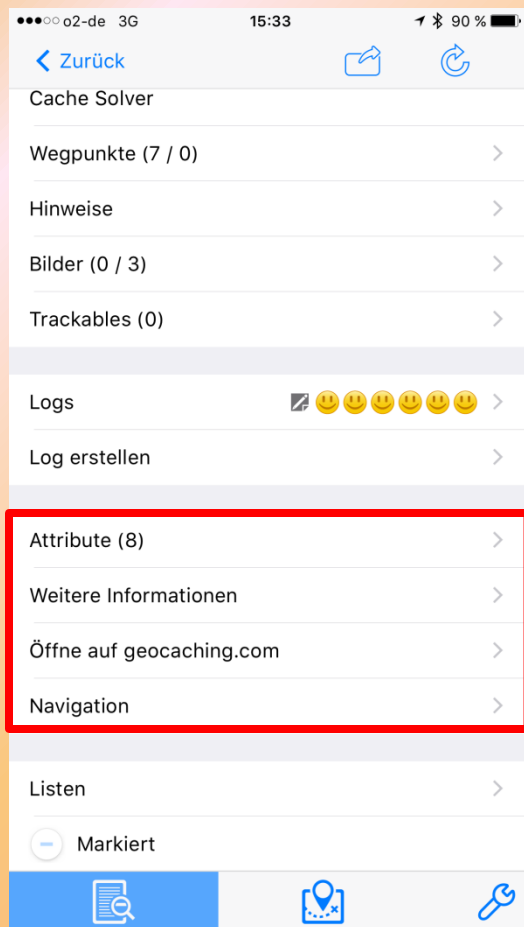 o2-de 3G 15:33 90 %
Zurück
Cache Solver
Wegpunkte (7 / 0)
Hinweise
Bilder (0 / 3)
Trackables (0)
Logs
Log erstellen
Attribute (8)
Weitere Informationen
Öffne auf geocaching.com
Navigation
Listen
Markiert